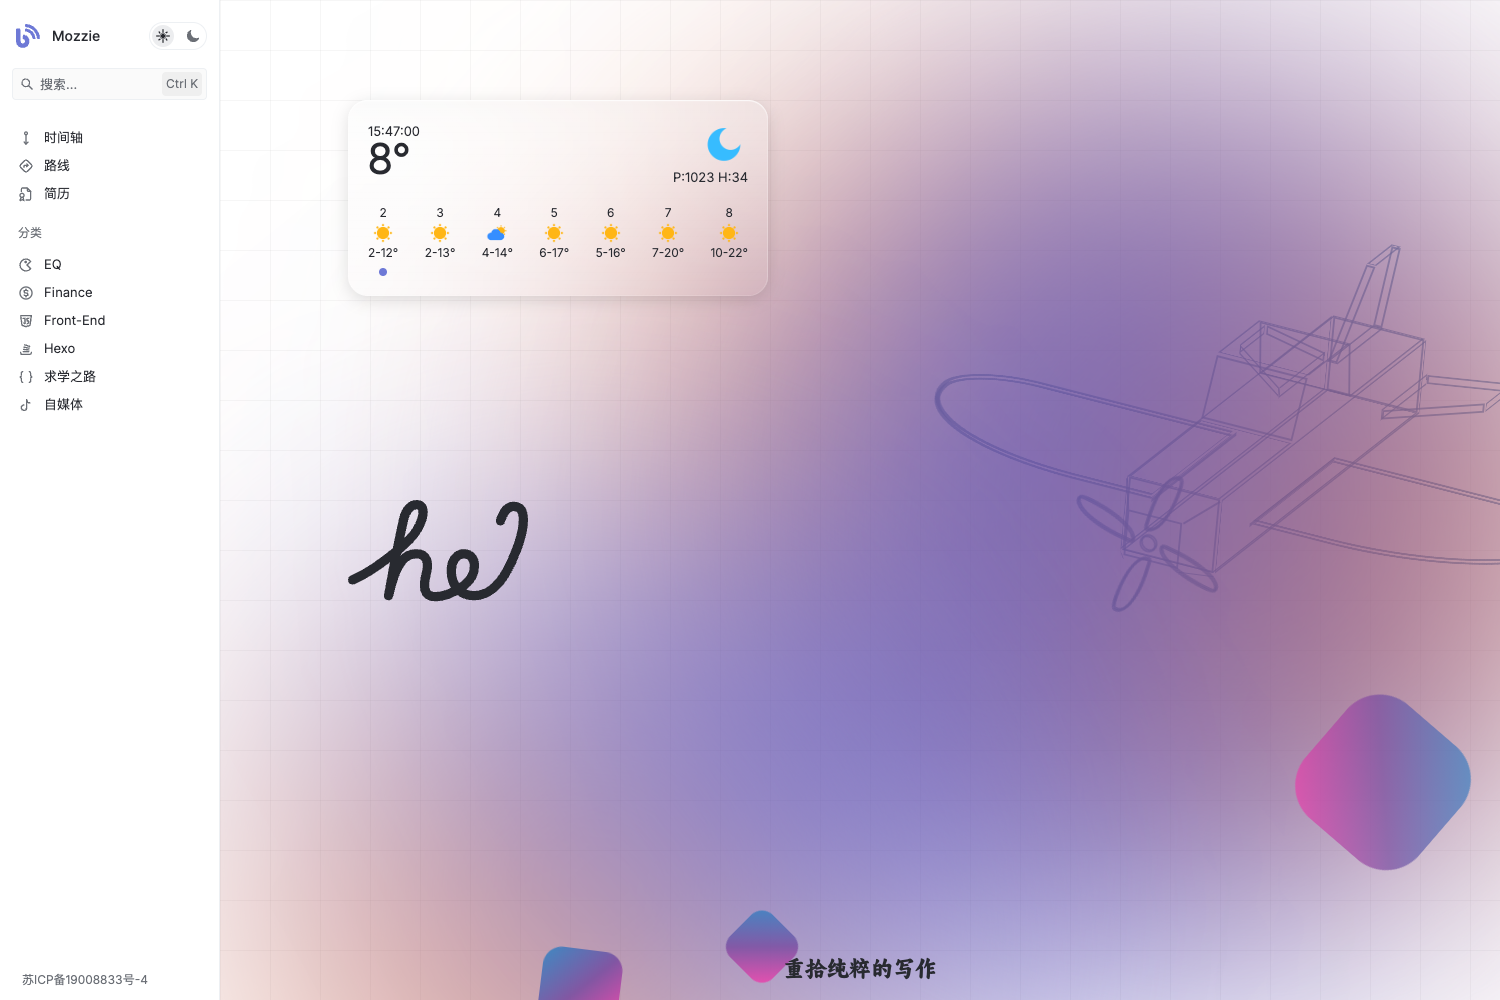 Mozzie
搜索...
Ctrl K
时间轴
路线
简历
分类
EQ
Finance
Front-End
Hexo
求学之路
自媒体
苏ICP备19008833号-4
15:47:00
8°
P:1023 H:34
2 3 4 5 6 7 8
2-12° 2-13° 4-14° 6-17° 5-16° 7-20° 10-22°
he
重拾纯粹的写作